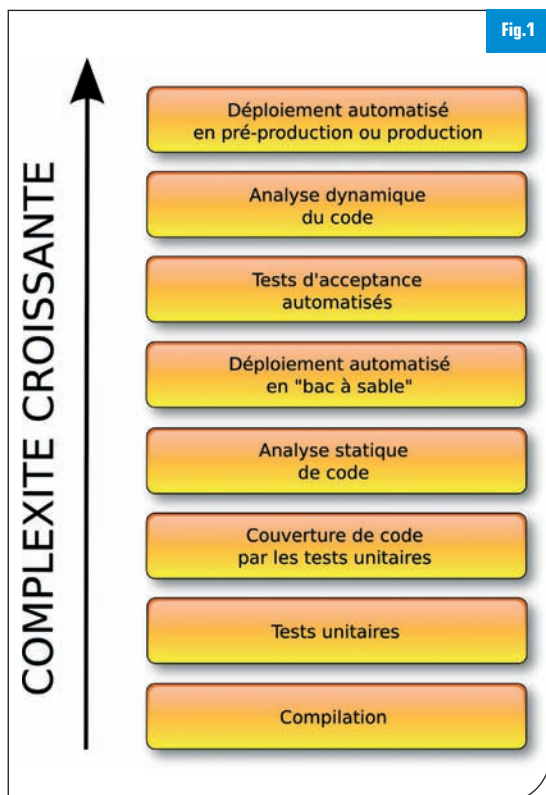 Fig.1
COMPLEXITE CROISSANTE
Déploiement automatisé
en pré-production ou production
Analyse dynamique
du code
Tests d'acceptance
automatisés
Déploiement automatisé
en "bac à sable"
Analyse statique
de code
Couverture de code
par les tests unitaires
Tests unitaires
Compilation